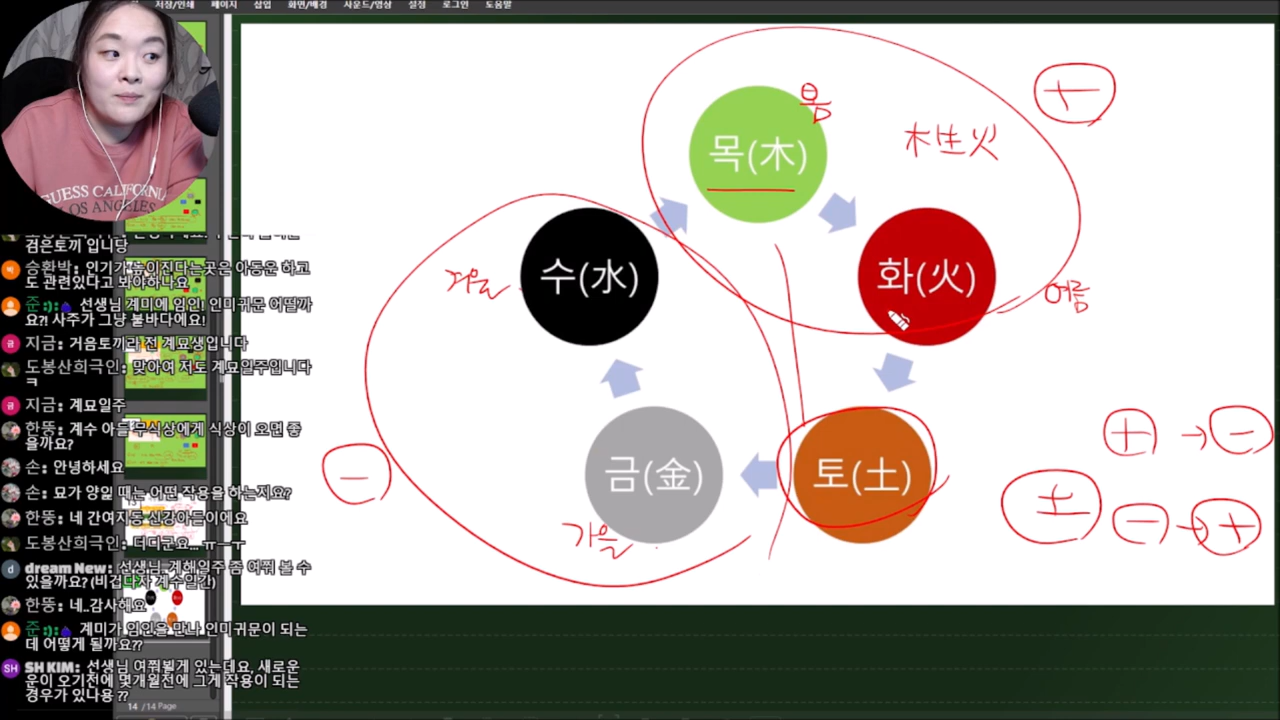 저장/인쇄 페이지 삽입 화면/배경 사운드/영상 설정 로그인 도움말
GUESS CALIFORNIA
LOS ANGELES
검은토끼 입니당
승환박: 인기가 높이진다는곳은 아동운 하고
도 관련있다고 봐야하나요
준:):
선생님 계미에 임인! 인미귀문 어떨까
요?! 사주가 그냥 불바다에요!
지금: 거음토끼라 전 계묘생입니다
도봉산희극인: 맞아여 저도 계묘일주입니다
ㅋ
지금: 계묘일주
한뚱: 계수 아들 무식상에게 식상이 오면 좋
을까요?
손: 안녕하세요
손: 묘가 양일 때는 어떤 작용을 하는지요?
한뚱: 네 간여지동 신강아들이에요
도봉산희극인: 더더군요... ㅠㅡㅜ
dream New: 선생님..계해일주 좀 여쭤 볼 수
있을까요? (비겁다자 계수일간)
한뚱: 네..감사해요
준:):
계미가 임인을 만나 인미귀문이 되는
데 어떻게 될까요??
SH KIM: 선생님 여쭤볼게 있는데요, 새로운
운이 오기전에 몇개월전에 그게 작용이 되는
경우가 있나용 ??
14 /14 Page
봄
목(木)
木生火
+
수(水)
겨울
화(火)
여름
금(金)
가을
토(土)
-
+ → -
土
- → +